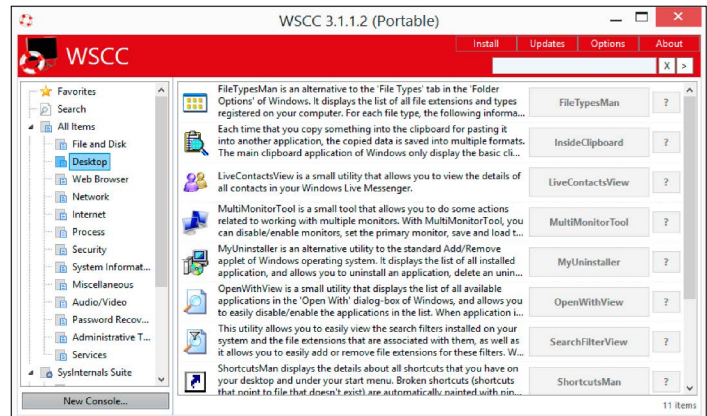 WSCC 3.1.1.2 (Portable)
WSCC
Install
Updates
Options
About
X
>
Favorites
Search
All Items
File and Disk
Desktop
Web Browser
Network
Internet
Process
Security
System Informat...
Miscellaneous
Audio/Video
Password Recov...
Administrative T...
Services
SysInternals Suite
New Console...
FileTypesMan is an alternative to the 'File Types' tab in the 'Folder
Options' of Windows. It displays the list of all file extensions and types
registered on your computer. For each file type, the following informa...
FileTypesMan
?
Each time that you copy something into the clipboard for pasting it
into another application, the copied data is saved into multiple formats.
The main clipboard application of Windows only display the basic cli...
InsideClipboard
?
LiveContactsView is a small utility that allows you to view the details of
all contacts in your Windows Live Messenger.
LiveContactsView
?
MultiMonitorTool is a small tool that allows you to do some actions
related to working with multiple monitors. With MultiMonitorTool, you
can disable/enable monitors, set the primary monitor, save and load t...
MultiMonitorTool
?
MyUninstaller is an alternative utility to the standard Add/Remove
applet of Windows operating system. It displays the list of all installed
application, and allows you to uninstall an application, delete an unin...
MyUninstaller
?
OpenWithView is a small utility that displays the list of all available
applications in the 'Open With' dialog-box of Windows, and allows you
to easily disable/enable the applications in the list. When application i...
OpenWithView
?
This utility allows you to easily view the search filters installed on your
system and the file extensions that are associated with them, as well as
it allows you to easily add or remove file extensions for these filters. W...
SearchFilterView
?
ShortcutsMan displays the details about all shortcuts that you have on
your desktop and under your start menu. Broken shortcuts (shortcuts
that point to file that doesn't exist) are automatically painted with pin...
ShortcutsMan
?
11 items